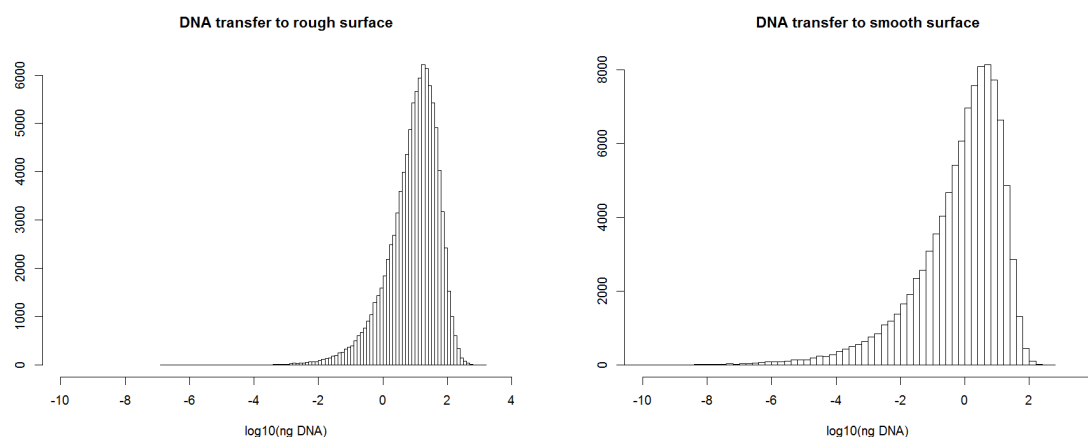 DNA transfer to rough surface
6000
5000
4000
3000
2000
1000
0
-10 -8 -6 -4 -2 0 2 4
log10(ng DNA)
DNA transfer to smooth surface
8000
6000
4000
2000
0
-10 -8 -6 -4 -2 0 2
log10(ng DNA)